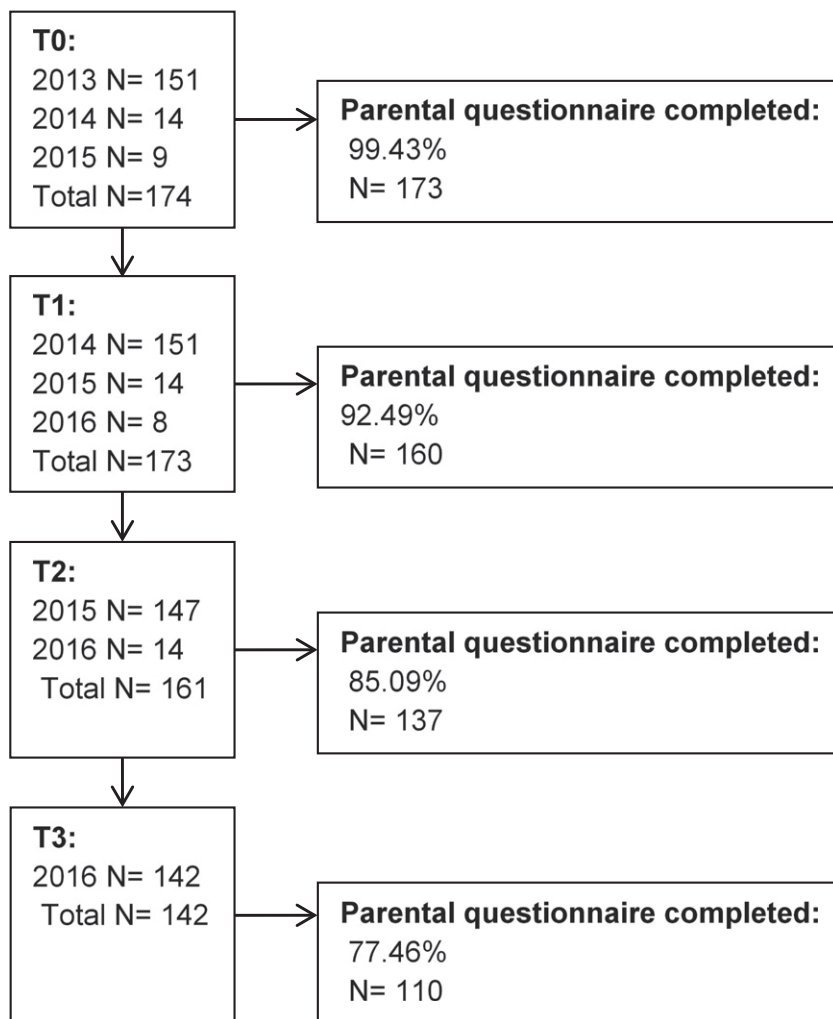 T0:
2013 N= 151
2014 N= 14
2015 N= 9
Total N=174
Parental questionnaire completed:
99.43%
N= 173
T1:
2014 N= 151
2015 N= 14
2016 N= 8
Total N=173
Parental questionnaire completed:
92.49%
N= 160
T2:
2015 N= 147
2016 N= 14
Total N= 161
Parental questionnaire completed:
85.09%
N= 137
T3:
2016 N= 142
Total N= 142
Parental questionnaire completed:
77.46%
N= 110